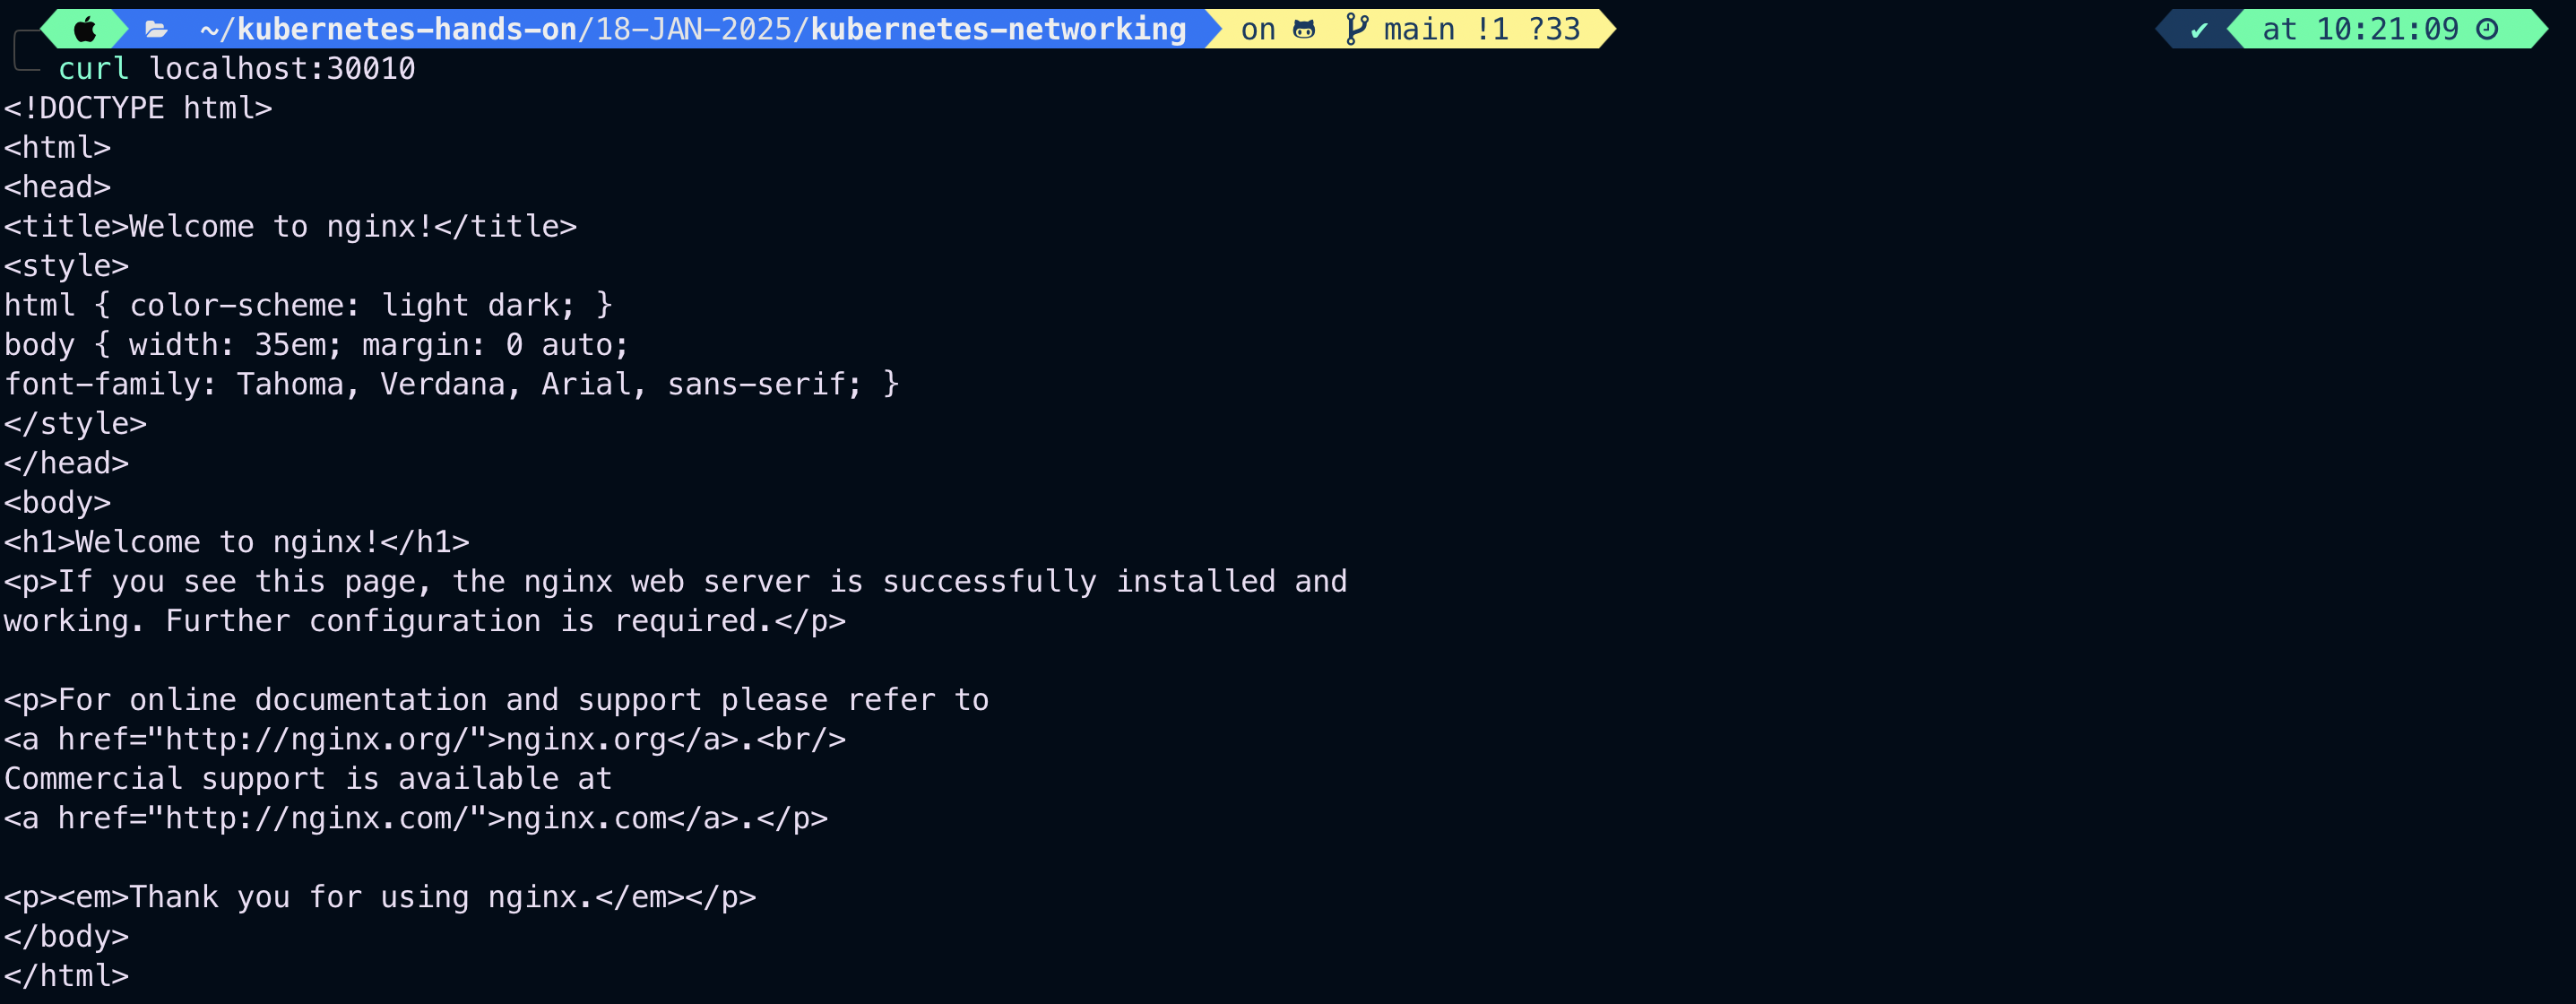 ~/kubernetes-hands-on/18-JAN-2025/kubernetes-networking on main !1 ?33 ✔ at 10:21:09
curl localhost:30010
<!DOCTYPE html>
<html>
<head>
<title>Welcome to nginx!</title>
<style>
html { color-scheme: light dark; }
body { width: 35em; margin: 0 auto;
font-family: Tahoma, Verdana, Arial, sans-serif; }
</style>
</head>
<body>
<h1>Welcome to nginx!</h1>
<p>If you see this page, the nginx web server is successfully installed and
working. Further configuration is required.</p>

<p>For online documentation and support please refer to
<a href="http://nginx.org/">nginx.org</a>.<br/>
Commercial support is available at
<a href="http://nginx.com/">nginx.com</a>.</p>

<p><em>Thank you for using nginx.</em></p>
</body>
</html>